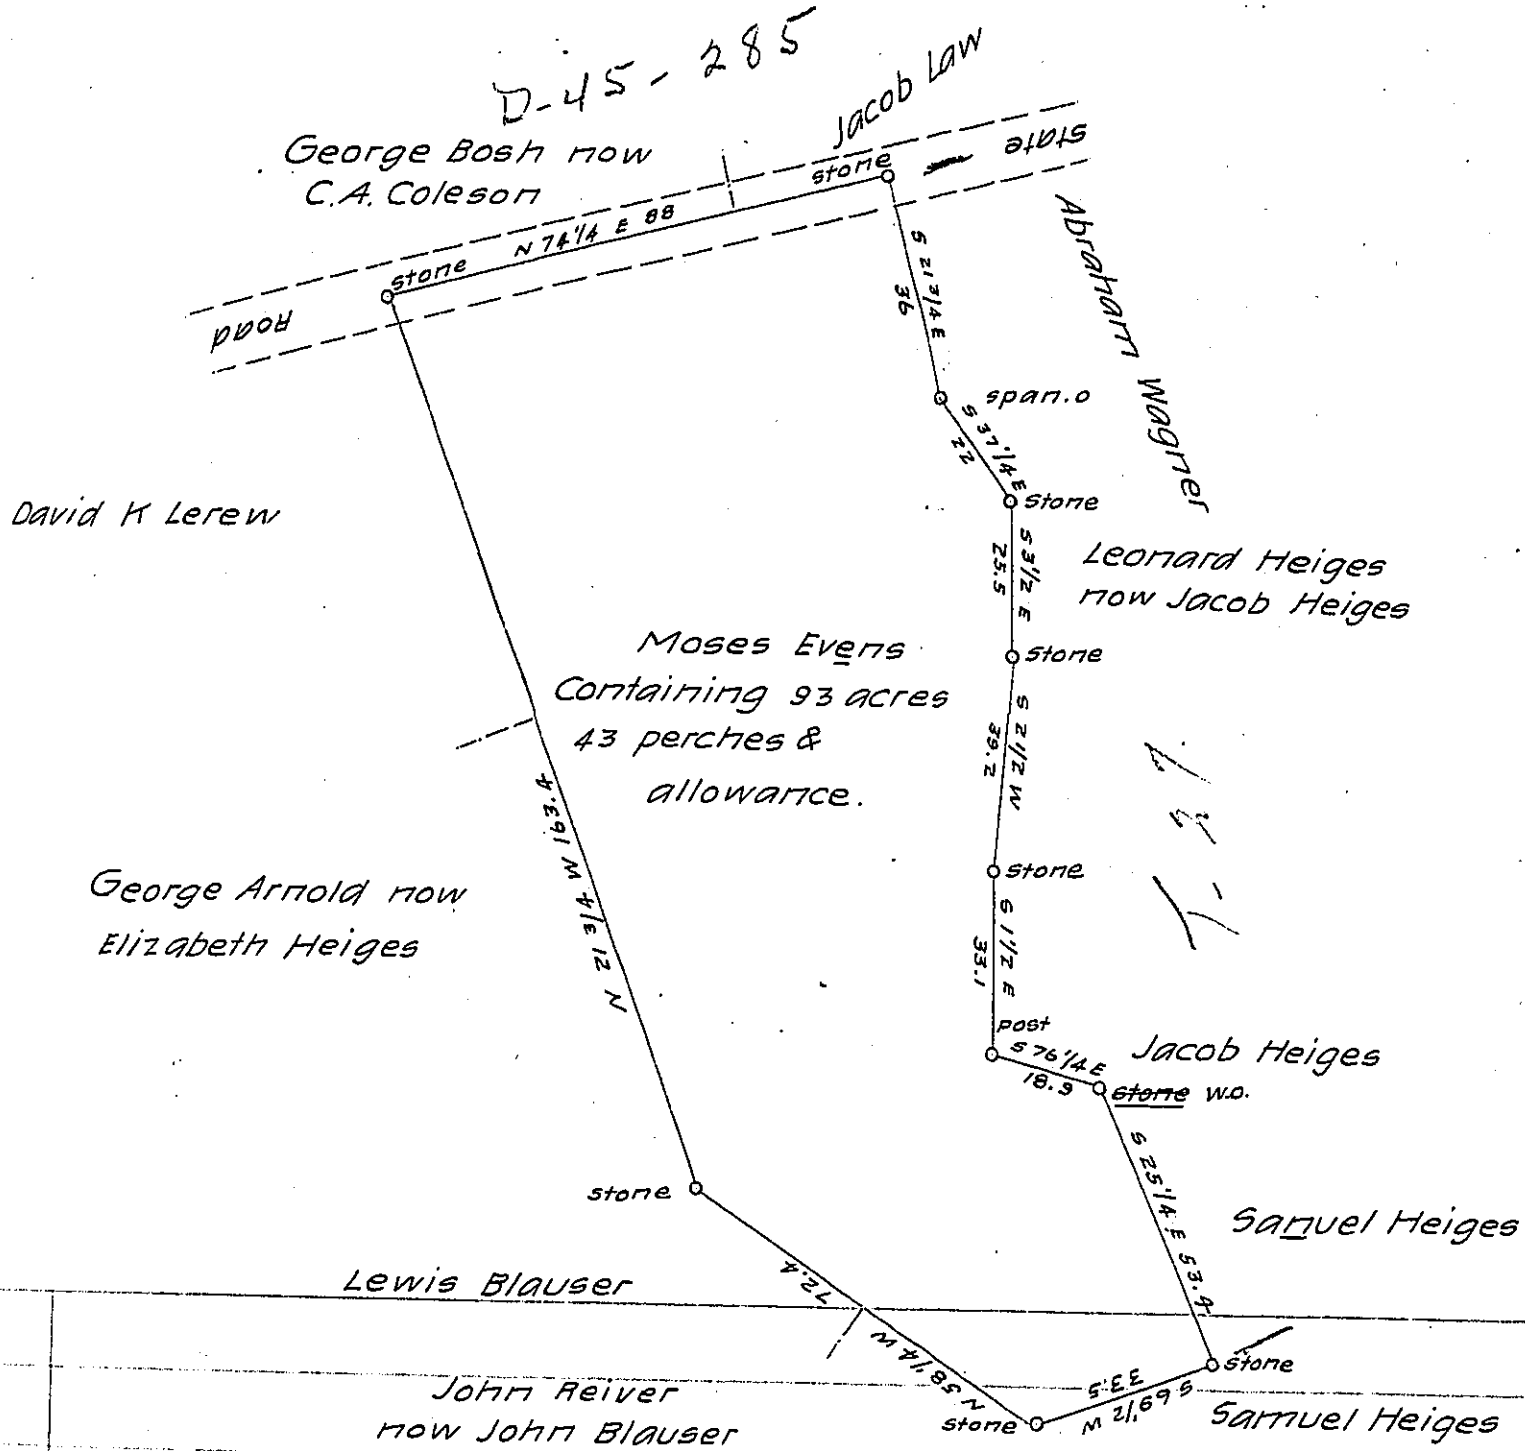 D-45-285
Jacob Law
George Bosh now
C.A. Coleson
State
Road
stone
N 74 1/4 E 88
stone
Abraham Wagner
S 21 3/4 E
36
span.o
S 37 1/4 E
22
stone
David K Lerew
S 3 1/2 E
25.5
Leonard Heiges
now Jacob Heiges
Moses Evens
Containing 93 acres
43 perches &
allowance.
stone
S 2 1/2 W
39.2
stone
George Arnold now
Elizabeth Heiges
N 21 3/4 W 193.4
S 1 1/2 E
33.1
post
S 76 1/4 E
18.9
Jacob Heiges
stone w.o.
S 25 1/4 E 53.4
stone
Sanuel Heiges
Lewis Blauser
72.4
N 58 1/4 W
stone
33.5
S 69 1/2 W
stone
John Reiver
now John Blauser
Samuel Heiges